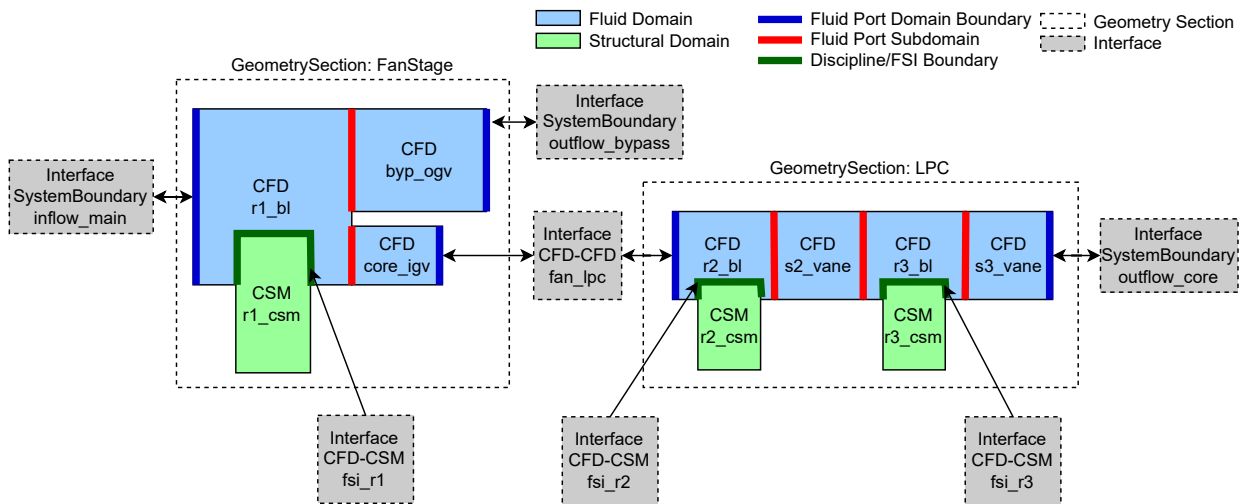 Fluid Domain
Structural Domain
Fluid Port Domain Boundary
Fluid Port Subdomain
Discipline/FSI Boundary
Geometry Section
Interface
GeometrySection: FanStage
Interface
SystemBoundary
inflow_main
CFD
r1_bl
CFD
byp_ogv
CFD
core_igv
CSM
r1_csm
Interface
SystemBoundary
outflow_bypass
Interface
CFD-CFD
fan_lpc
GeometrySection: LPC
CFD
r2_bl
CFD
s2_vane
CFD
r3_bl
CFD
s3_vane
CSM
r2_csm
CSM
r3_csm
Interface
SystemBoundary
outflow_core
Interface
CFD-CSM
fsi_r1
Interface
CFD-CSM
fsi_r2
Interface
CFD-CSM
fsi_r3